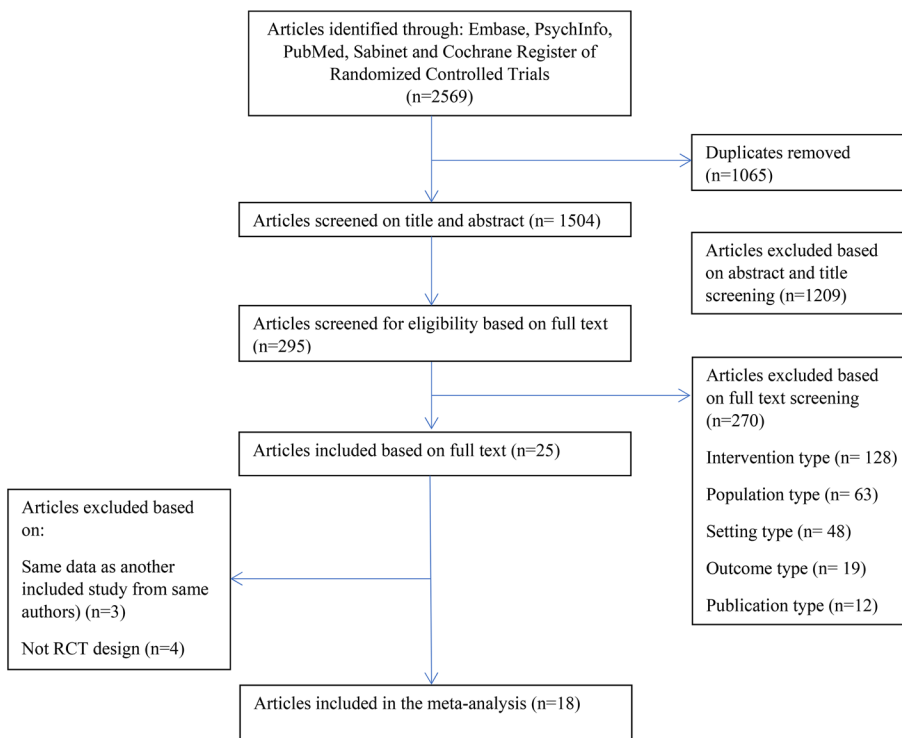 Articles identified through: Embase, PsychInfo,
PubMed, Sabinet and Cochrane Register of
Randomized Controlled Trials
(n=2569)
Duplicates removed
(n=1065)
Articles screened on title and abstract (n= 1504)
Articles excluded based
on abstract and title
screening (n=1209)
Articles screened for eligibility based on full text
(n=295)
Articles excluded based
on full text screening
(n=270)
Intervention type (n= 128)
Population type (n= 63)
Setting type (n= 48)
Outcome type (n= 19)
Publication type (n=12)
Articles included based on full text (n=25)
Articles excluded based
on:
Same data as another
included study from same
authors) (n=3)
Not RCT design (n=4)
Articles included in the meta-analysis (n=18)